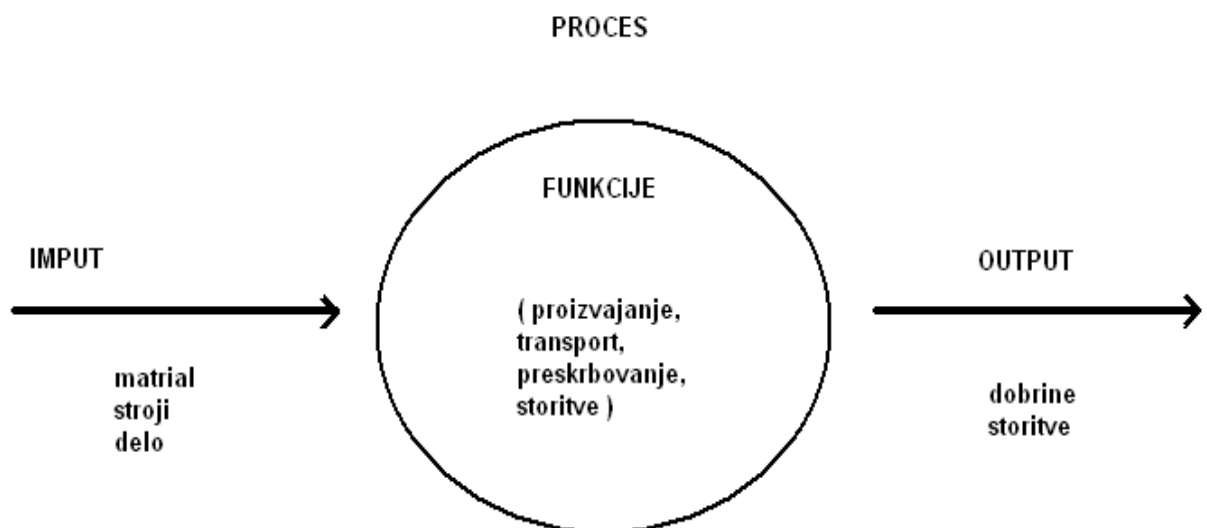 PROCES
FUNKCIJE
IMPUT
OUTPUT
( proizvajanje,
transport,
preskrbovanje,
storitve )
matrial
stroji
delo
dobrine
storitve